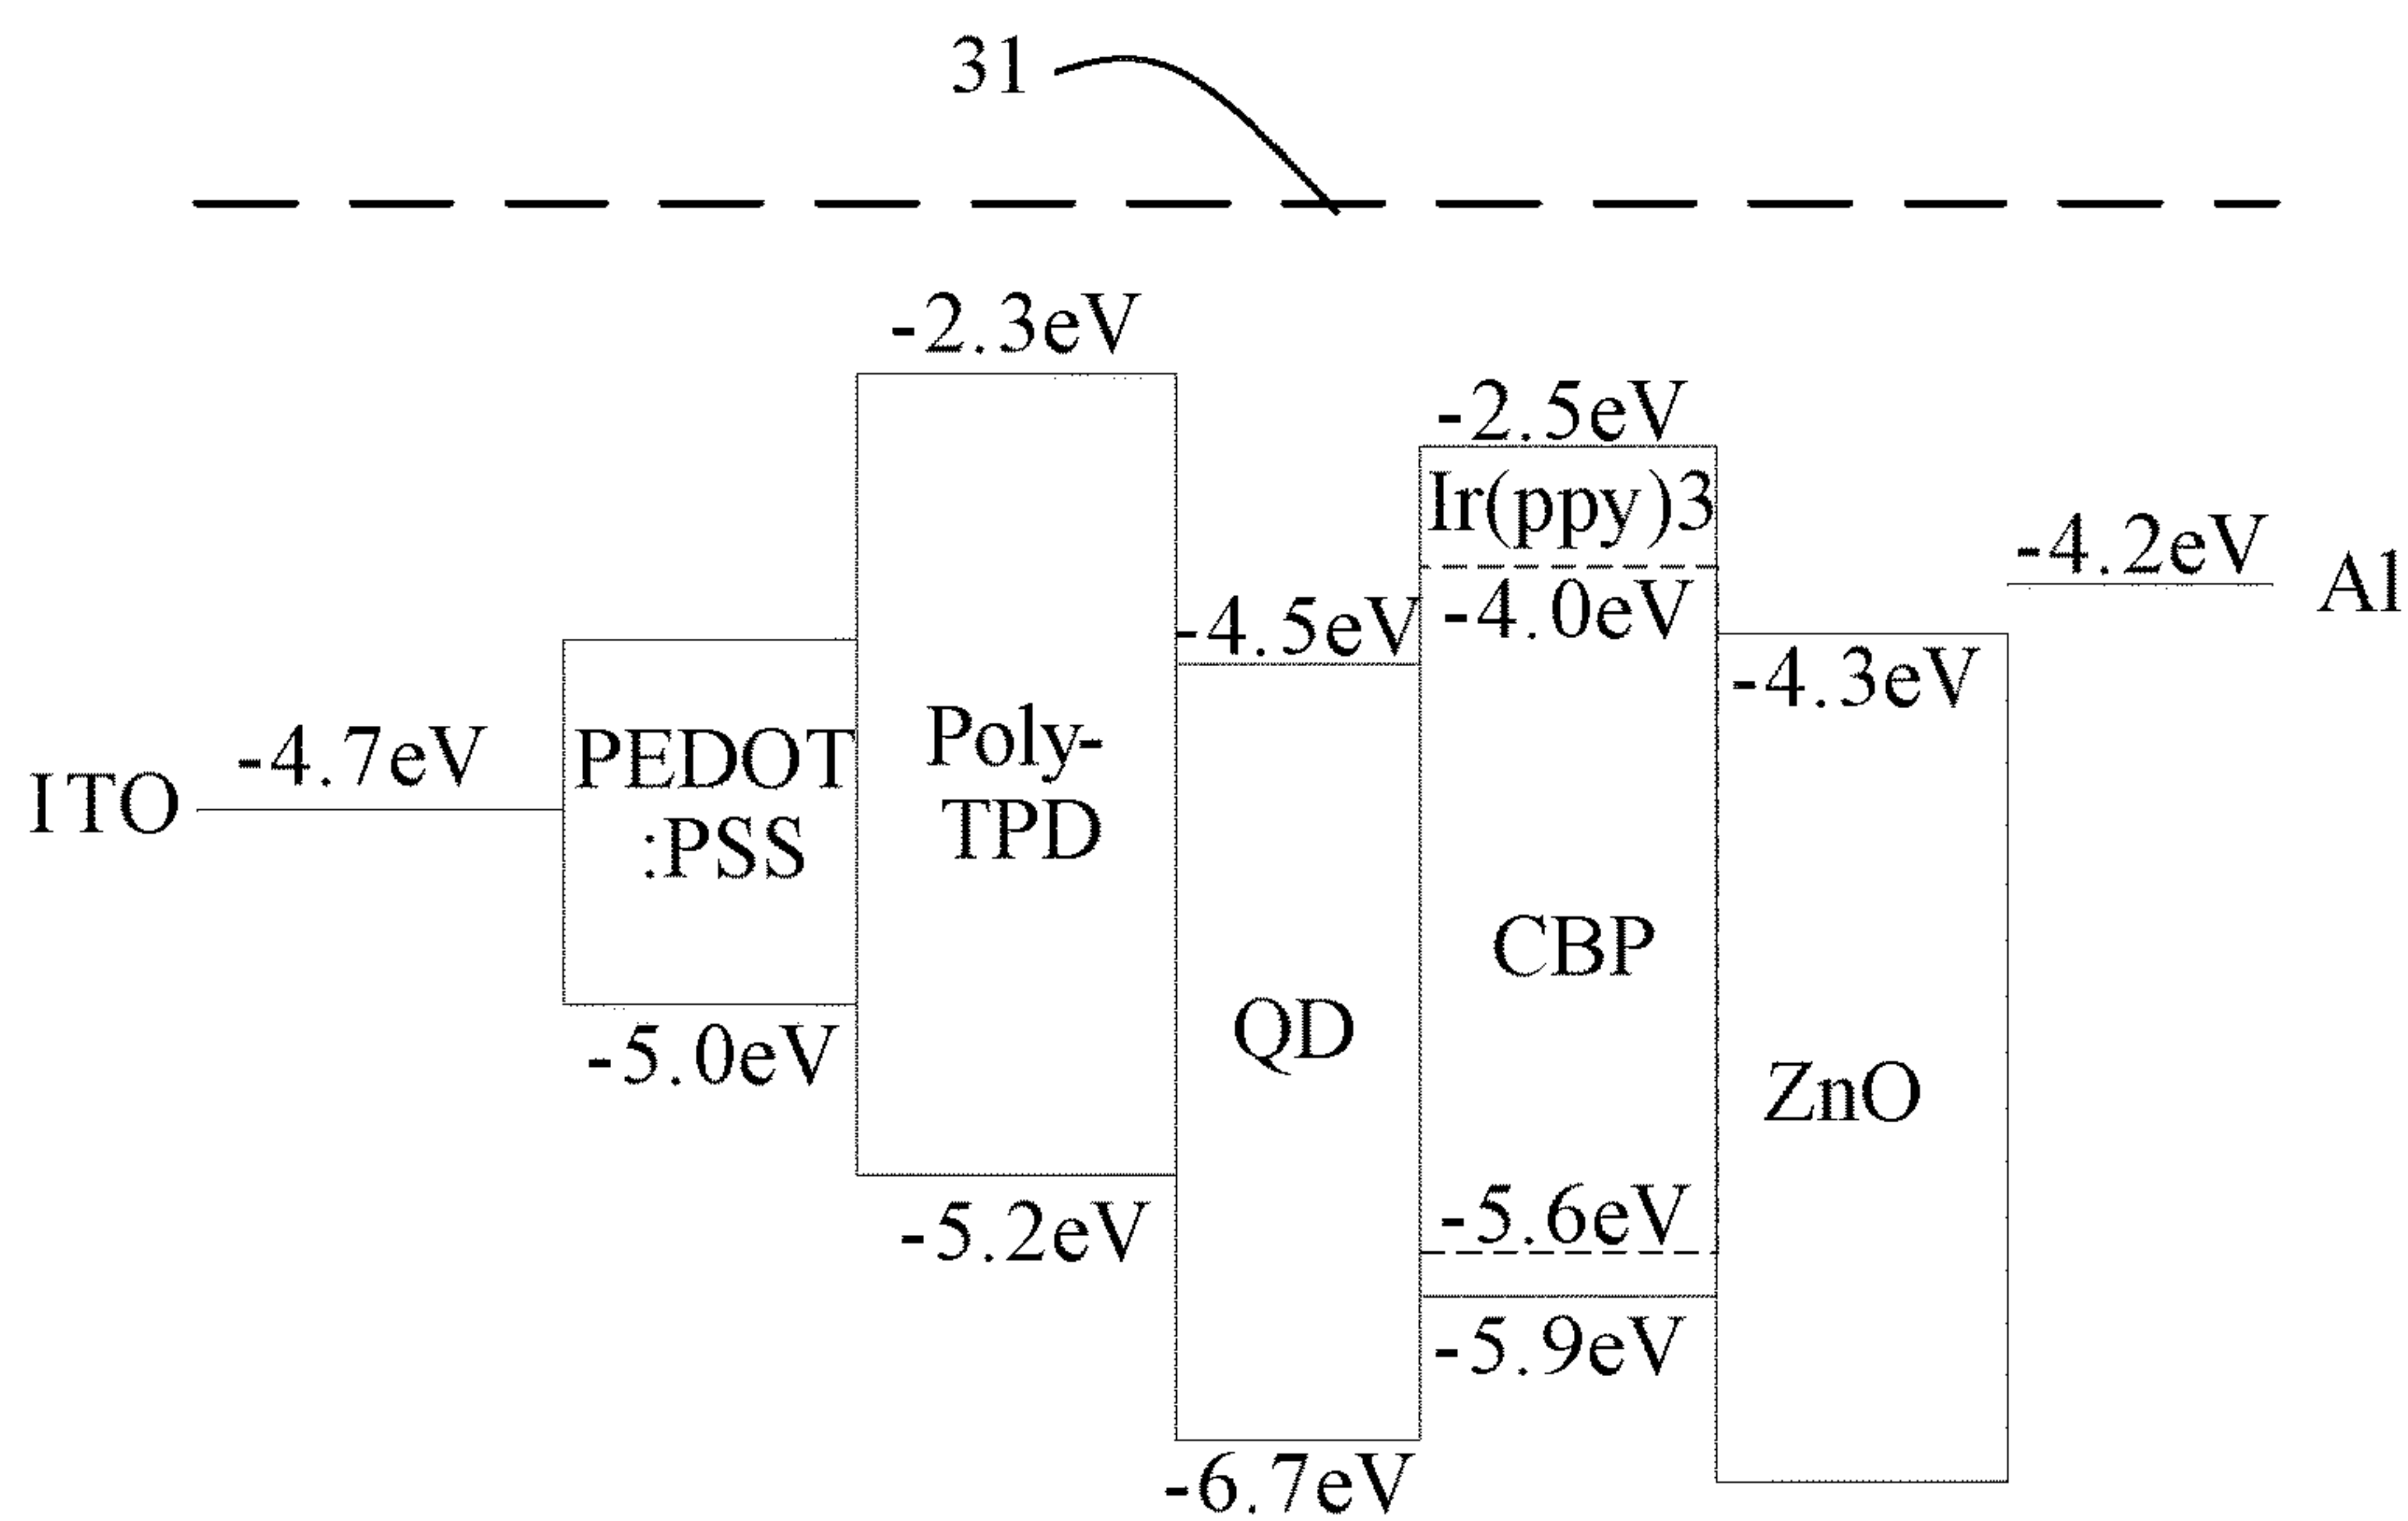 31
-2.3eV
-2.5eV
Ir(ppy)3
-4.2eV
Al
-4.5eV
-4.0eV
-4.3eV
ITO
-4.7eV
PEDOT
:PSS
Poly-
TPD
CBP
QD
-5.0eV
ZnO
-5.2eV
-5.6eV
-5.9eV
-6.7eV